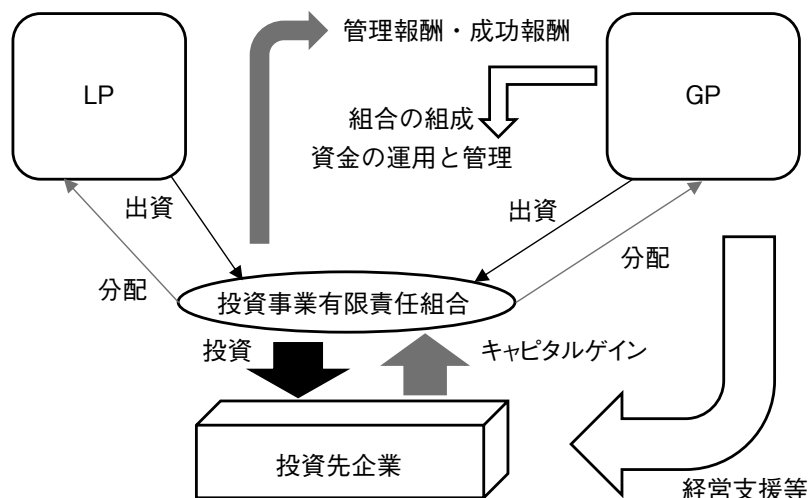 管理報酬・成功報酬
LP
GP
組合の組成
資金の運用と管理
出資
出資
分配
分配
投資事業有限責任組合
投資
キャピタルゲイン
投資先企業
経営支援等